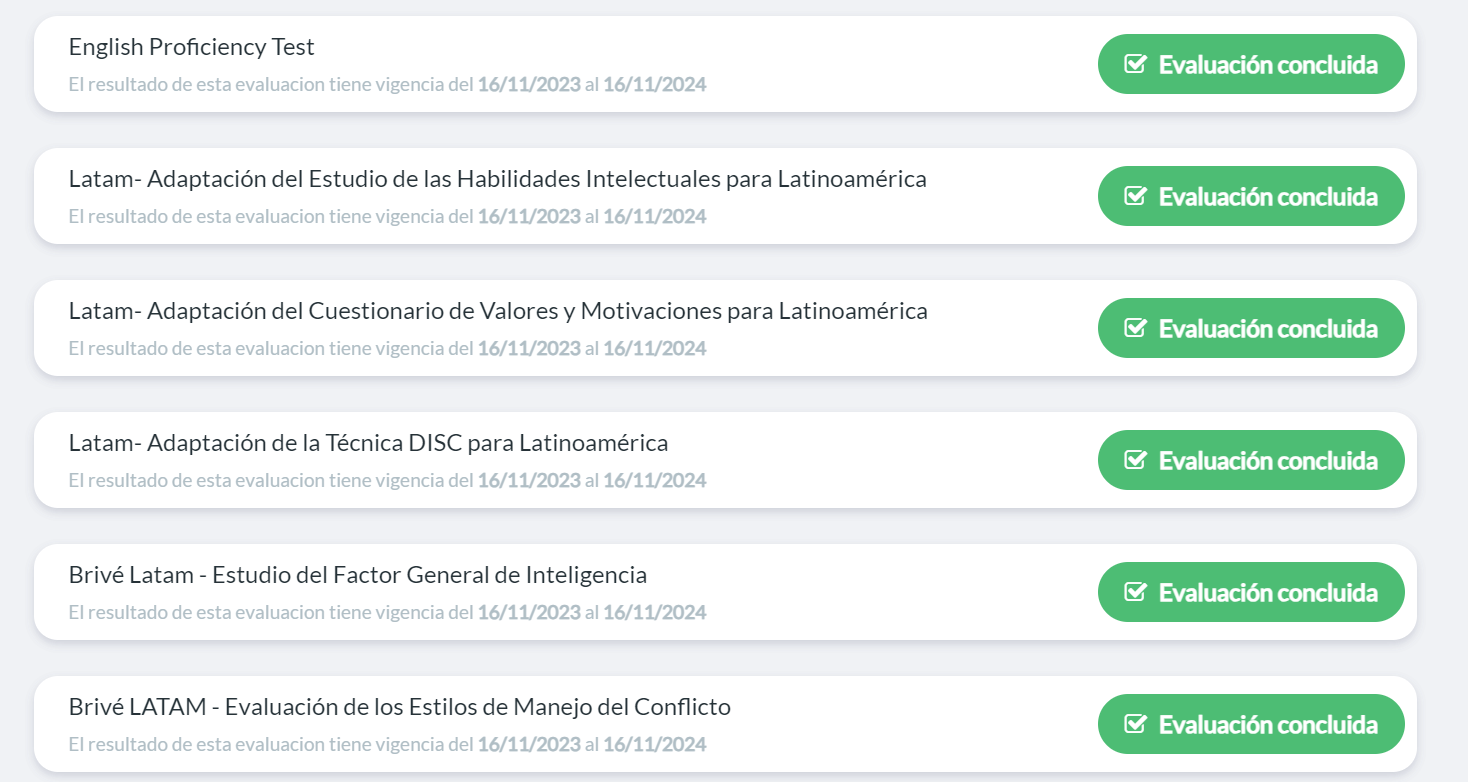 English Proficiency Test
El resultado de esta evaluacion tiene vigencia del 16/11/2023 al 16/11/2024
Evaluación concluida
Latam- Adaptación del Estudio de las Habilidades Intelectuales para Latinoamérica
El resultado de esta evaluacion tiene vigencia del 16/11/2023 al 16/11/2024
Evaluación concluida
Latam- Adaptación del Cuestionario de Valores y Motivaciones para Latinoamérica
El resultado de esta evaluacion tiene vigencia del 16/11/2023 al 16/11/2024
Evaluación concluida
Latam- Adaptación de la Técnica DISC para Latinoamérica
El resultado de esta evaluacion tiene vigencia del 16/11/2023 al 16/11/2024
Evaluación concluida
Brivé Latam - Estudio del Factor General de Inteligencia
El resultado de esta evaluacion tiene vigencia del 16/11/2023 al 16/11/2024
Evaluación concluida
Brivé LATAM - Evaluación de los Estilos de Manejo del Conflicto
El resultado de esta evaluacion tiene vigencia del 16/11/2023 al 16/11/2024
Evaluación concluida